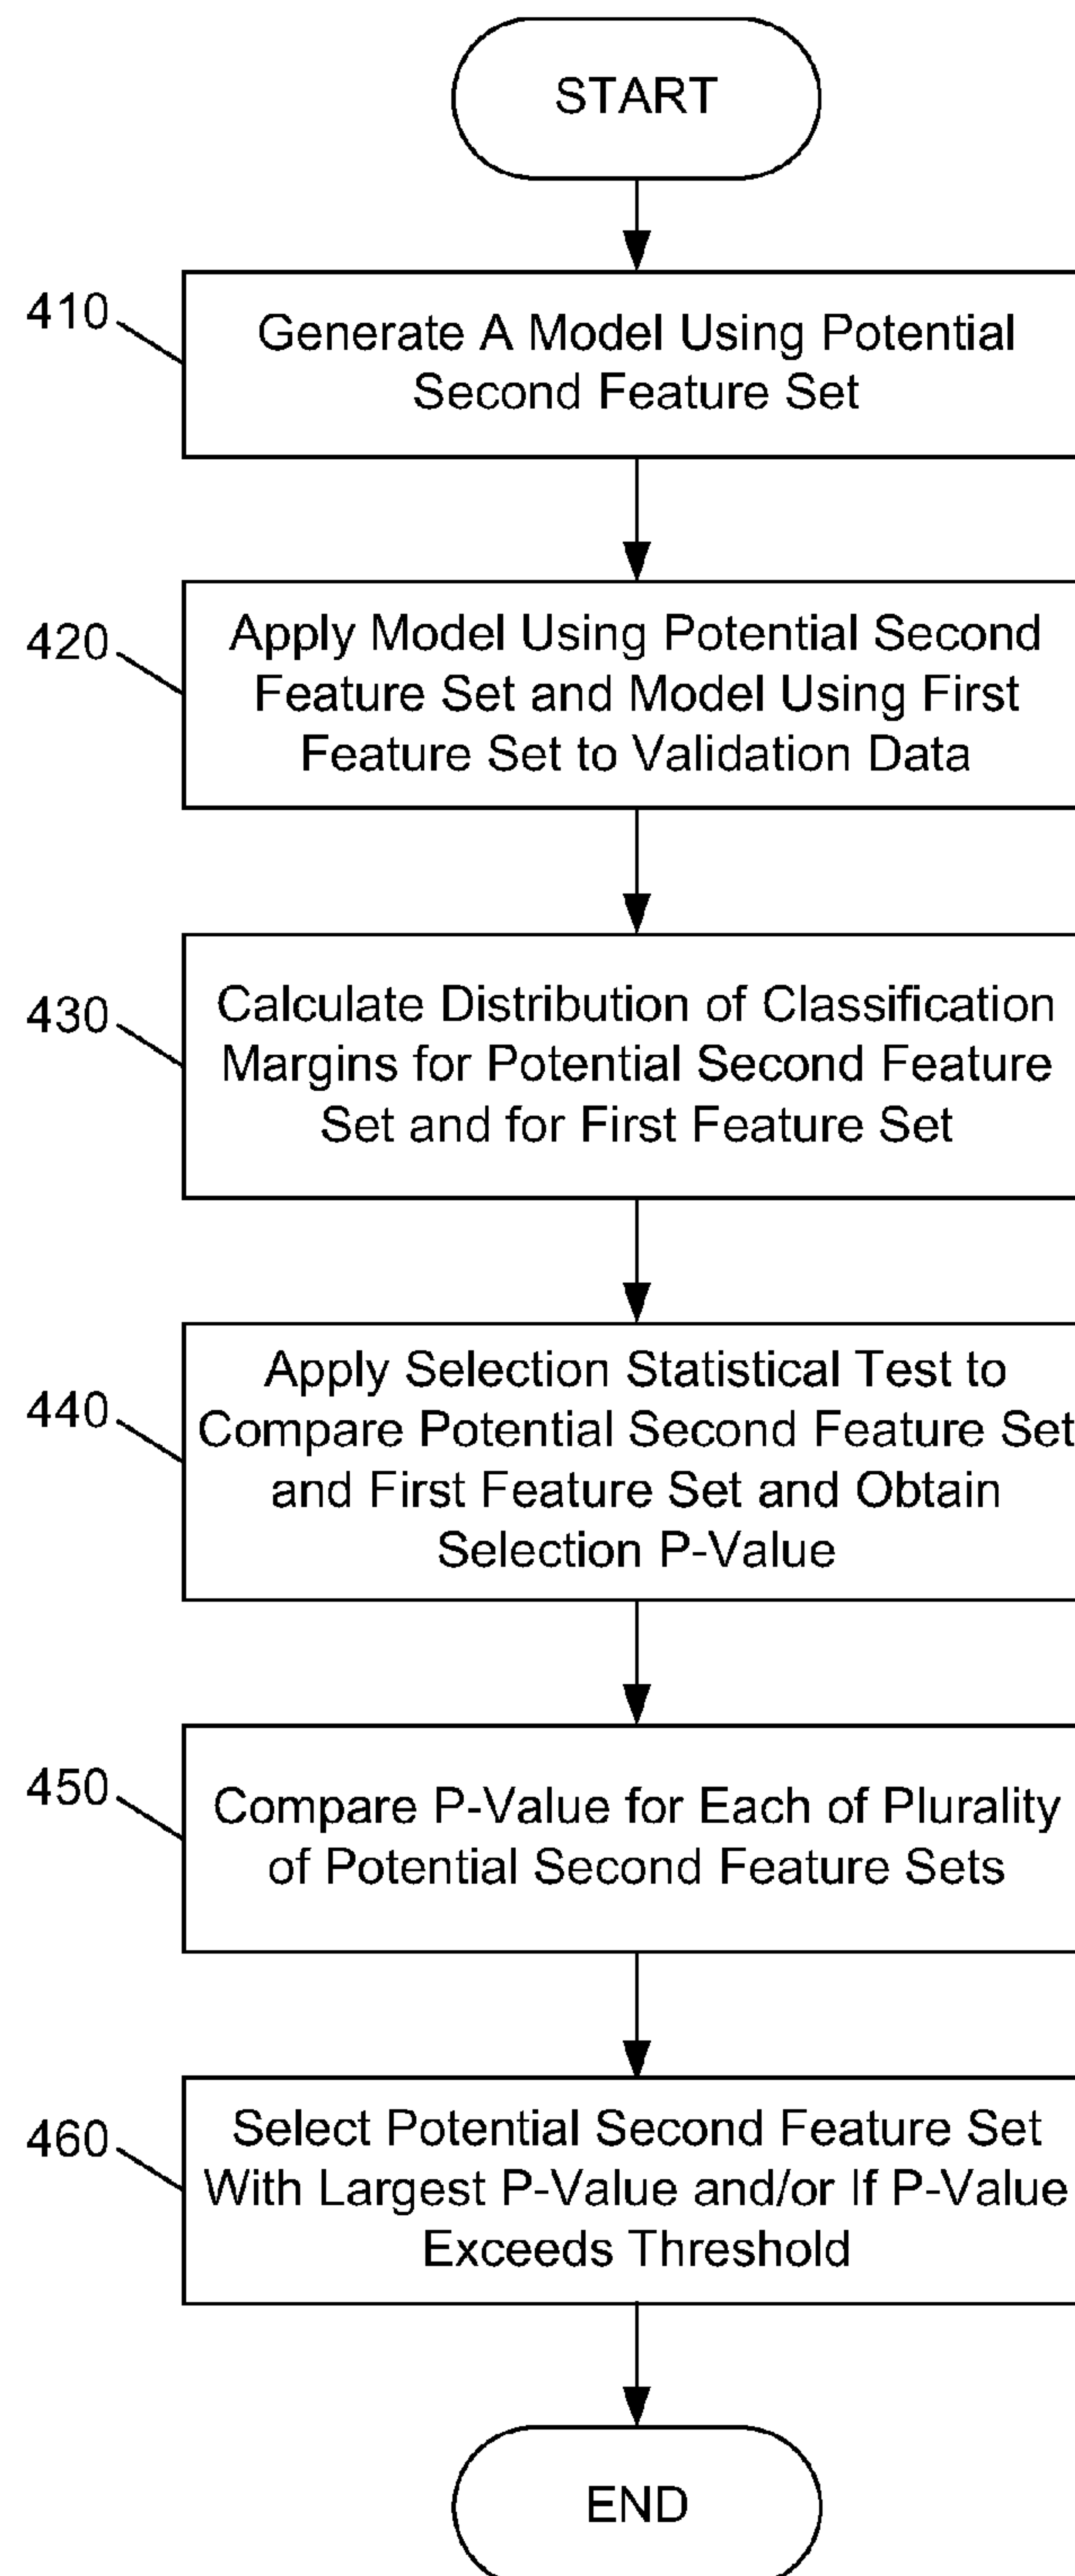 START
410
Generate A Model Using Potential
Second Feature Set
420
Apply Model Using Potential Second
Feature Set and Model Using First
Feature Set to Validation Data
430
Calculate Distribution of Classification
Margins for Potential Second Feature
Set and for First Feature Set
440
Apply Selection Statistical Test to
Compare Potential Second Feature Set
and First Feature Set and Obtain
Selection P-Value
450
Compare P-Value for Each of Plurality
of Potential Second Feature Sets
460
Select Potential Second Feature Set
With Largest P-Value and/or If P-Value
Exceeds Threshold
END